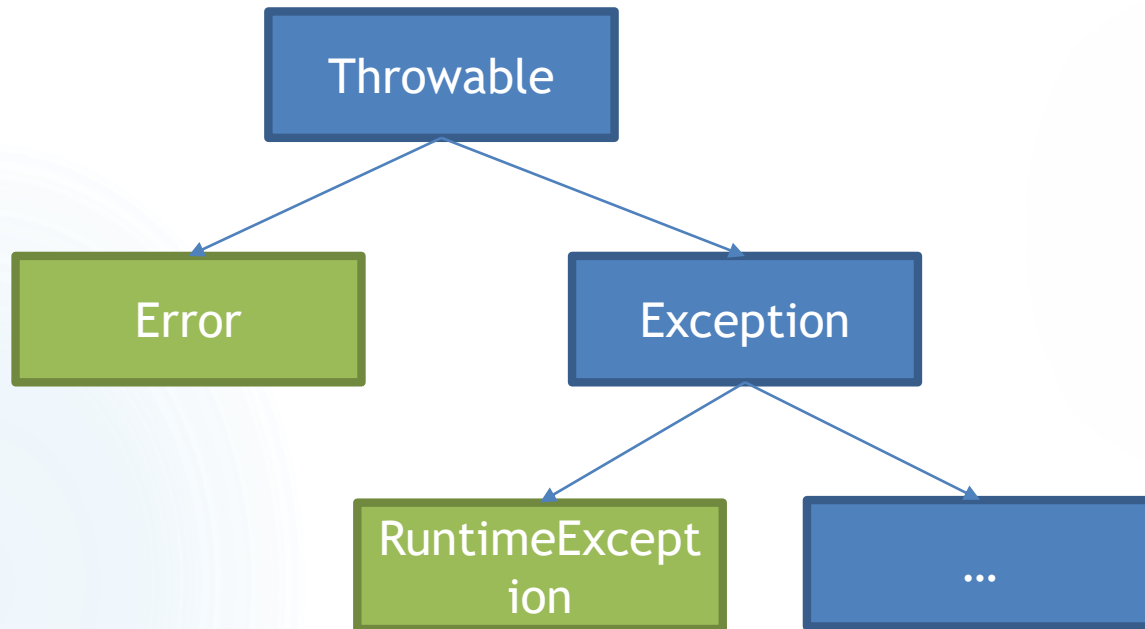 Throwable
Error
Exception
RuntimeExcept
ion
…